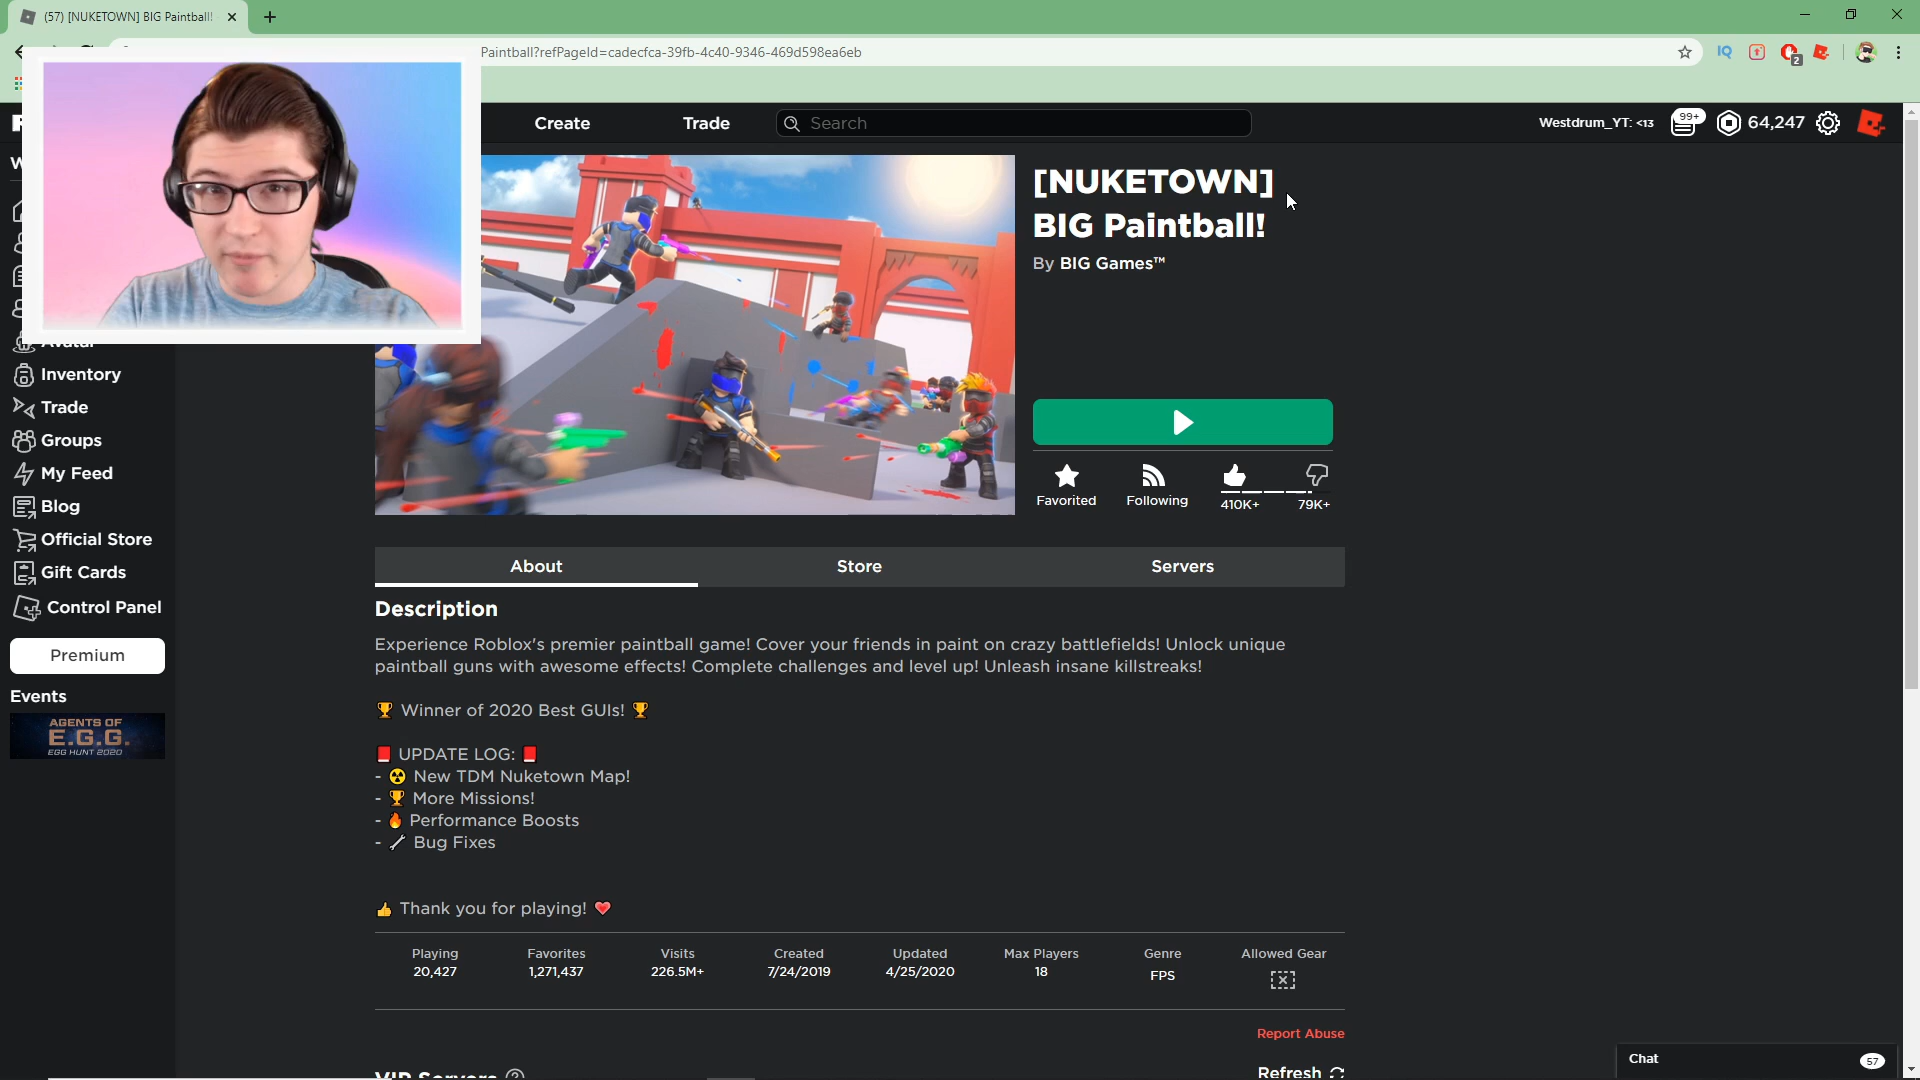 (57) [NUKETOWN] BIG Paintball!
Paintball?refPageId=cadecfca-39fb-4c40-9346-469d598ea6eb
IQ
2
Create
Trade
Search
Westdrum_YT: <13
99+
64,247
[NUKETOWN]
BIG Paintball!
By BIG Games™
Favorited
Following
410K+
79K+
Avatar
Inventory
Trade
Groups
My Feed
Blog
Official Store
Gift Cards
Control Panel
Premium
Events
AGENTS OF
E.G.G.
EGG HUNT 2020
About
Store
Servers
Description
Experience Roblox's premier paintball game! Cover your friends in paint on crazy battlefields! Unlock unique
paintball guns with awesome effects! Complete challenges and level up! Unleash insane killstreaks!
🏆 Winner of 2020 Best GUIs! 🏆
📕 UPDATE LOG: 📕
- ☢ New TDM Nuketown Map!
- 🏆 More Missions!
- 🔥 Performance Boosts
- 🔧 Bug Fixes
👍 Thank you for playing! ❤
Playing
20,427
Favorites
1,271,437
Visits
226.5M+
Created
7/24/2019
Updated
4/25/2020
Max Players
18
Genre
FPS
Allowed Gear
Report Abuse
VIP Servers
Refresh
Chat
57